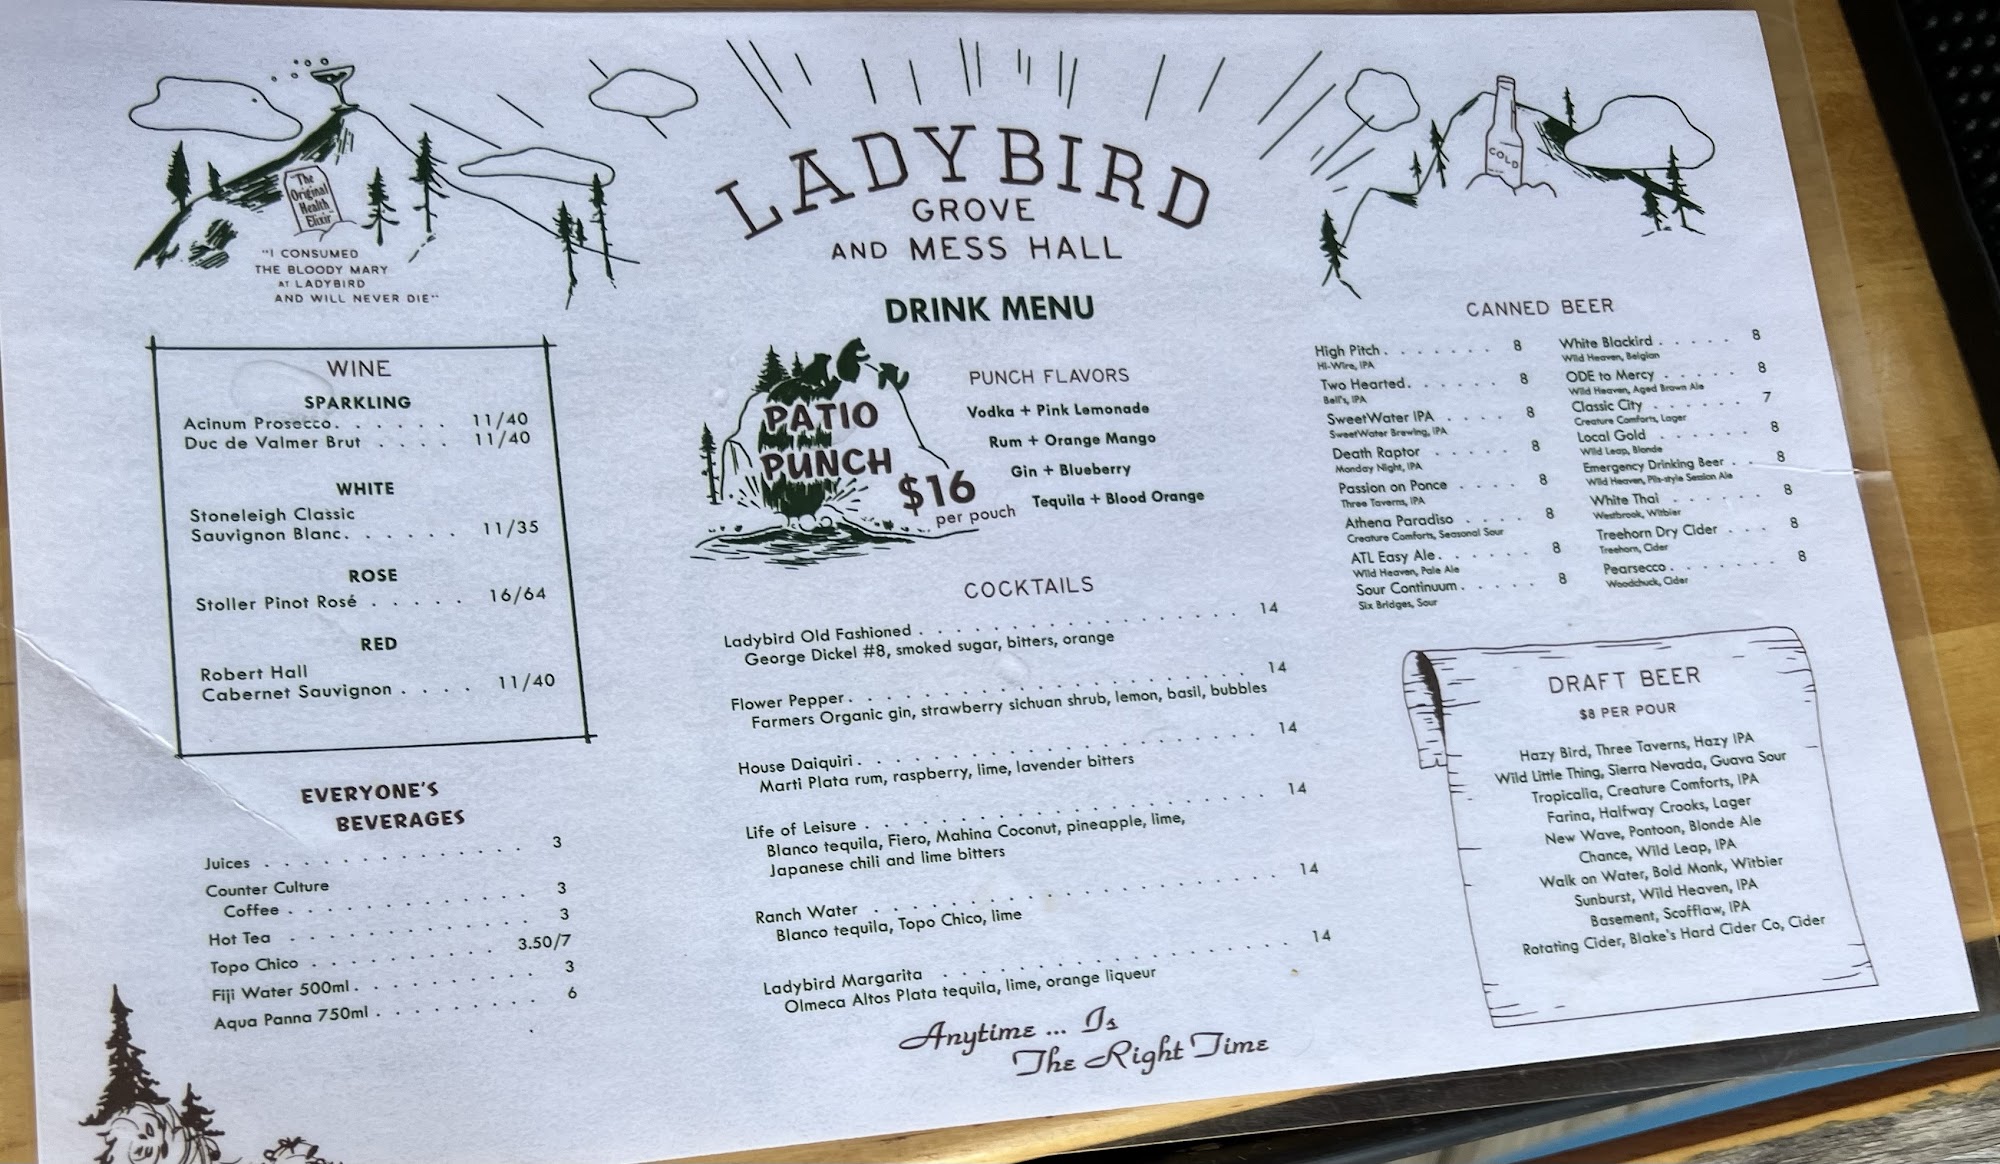 LADYBIRD
GROVE
AND MESS HALL
DRINK MENU
The
Original
Health
Elixir
"I CONSUMED
THE BLOODY MARY
AT LADYBIRD
AND WILL NEVER DIE"
COLD
WINE
SPARKLING
Acinum Prosecco. . . . . . 11/40
Duc de Valmer Brut . . . . 11/40
WHITE
Stoneleigh Classic
Sauvignon Blanc. . . . . . 11/35
ROSE
Stoller Pinot Rosé . . . . . 16/64
RED
Robert Hall
Cabernet Sauvignon . . . . 11/40
EVERYONE'S
BEVERAGES
Juices . . . . . . . . . . . . . 3
Counter Culture
Coffee . . . . . . . . . . . . 3
Hot Tea . . . . . . . . . . . . 3
Topo Chico . . . . . . . . . 3.50/7
Fiji Water 500ml . . . . . . . . . 3
Aqua Panna 750ml . . . . . . . . 6
PATIO
PUNCH
$16
per pouch
PUNCH FLAVORS
Vodka + Pink Lemonade
Rum + Orange Mango
Gin + Blueberry
Tequila + Blood Orange
COCKTAILS
Ladybird Old Fashioned . . . . . . . . . . . . . . . 14
George Dickel #8, smoked sugar, bitters, orange
Flower Pepper . . . . . . . . . . . . . . . . . . . 14
Farmers Organic gin, strawberry sichuan shrub, lemon, basil, bubbles
House Daiquiri . . . . . . . . . . . . . . . . . . . 14
Marti Plata rum, raspberry, lime, lavender bitters
Life of Leisure . . . . . . . . . . . . . . . . . . . 14
Blanco tequila, Fiero, Mahina Coconut, pineapple, lime,
Japanese chili and lime bitters
Ranch Water . . . . . . . . . . . . . . . . . . . 14
Blanco tequila, Topo Chico, lime
Ladybird Margarita . . . . . . . . . . . . . . . . . 14
Olmeca Altos Plata tequila, lime, orange liqueur
Anytime ... Is
The Right Time
CANNED BEER
High Pitch . . . . . . . 8
Hi-Wire, IPA
Two Hearted . . . . . . 8
Bell's, IPA
SweetWater IPA . . . . . 8
SweetWater Brewing, IPA
Death Raptor . . . . . 8
Monday Night, IPA
Passion on Ponce . . . . 8
Three Taverns, IPA
Athena Paradiso . . . . 8
Creature Comforts, Seasonal Sour
ATL Easy Ale . . . . . . 8
Wild Heaven, Pale Ale
Sour Continuum . . . . . 8
Six Bridges, Sour
White Blackird . . . . . 8
Wild Heaven, Belgian
ODE to Mercy . . . . . 8
Wild Heaven, Aged Brown Ale
Classic City . . . . . . 7
Creature Comforts, Lager
Local Gold . . . . . . 8
Wild Leap, Blonde
Emergency Drinking Beer . . 8
Wild Heaven, Pils-style Session Ale
White Thai . . . . . . 8
Westbrook, Witbier
Treehorn Dry Cider . . . 8
Treehorn, Cider
Pearsecco . . . . . . . 8
Woodchuck, Cider
DRAFT BEER
$8 PER POUR
Hazy Bird, Three Taverns, Hazy IPA
Wild Little Thing, Sierra Nevada, Guava Sour
Tropicalia, Creature Comforts, IPA
Farina, Halfway Crooks, Lager
New Wave, Pontoon, Blonde Ale
Chance, Wild Leap, IPA
Walk on Water, Bold Monk, Witbier
Sunburst, Wild Heaven, IPA
Basement, Scofflaw, IPA
Rotating Cider, Blake's Hard Cider Co, Cider